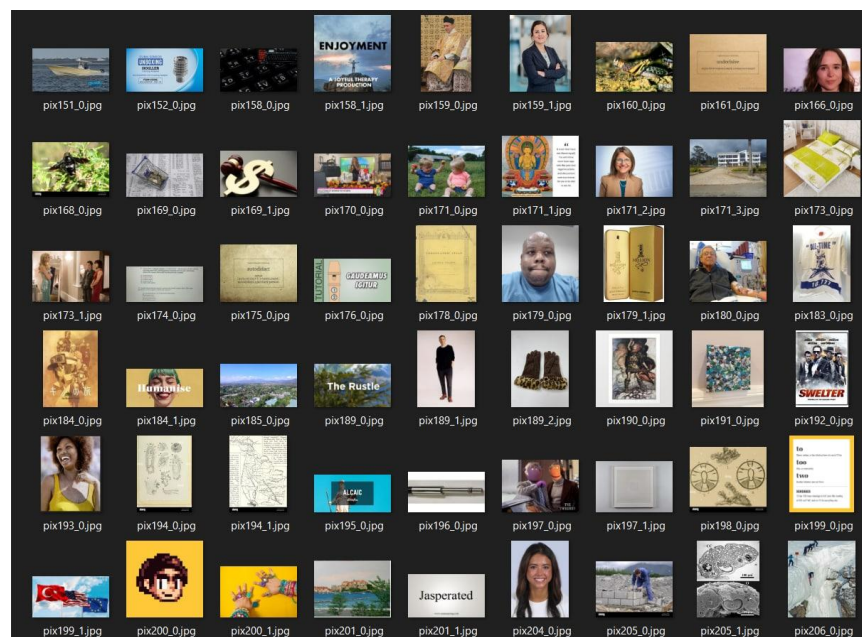 ENJOYMENT
A JOYFUL THERAPY
PRODUCTION
UNBOXING
pix151_0.jpg pix152_0.jpg pix158_0.jpg pix158_1.jpg pix159_0.jpg pix159_1.jpg pix160_0.jpg pix161_0.jpg pix166_0.jpg
pix168_0.jpg pix169_0.jpg pix169_1.jpg pix170_0.jpg pix171_0.jpg pix171_1.jpg pix171_2.jpg pix171_3.jpg pix173_0.jpg
TUTORIAL
GAUDEAMUS
IGITUR
pix173_1.jpg pix174_0.jpg pix175_0.jpg pix176_0.jpg pix178_0.jpg pix179_0.jpg pix179_1.jpg pix180_0.jpg pix183_0.jpg
Humanise
The Rustle
SWELTER
pix184_0.jpg pix184_1.jpg pix185_0.jpg pix189_0.jpg pix189_1.jpg pix189_2.jpg pix190_0.jpg pix191_0.jpg pix192_0.jpg
ALCAIC
to
too
two
pix193_0.jpg pix194_0.jpg pix194_1.jpg pix195_0.jpg pix196_0.jpg pix197_0.jpg pix197_1.jpg pix198_0.jpg pix199_0.jpg
Jasperated
pix199_1.jpg pix200_0.jpg pix200_1.jpg pix201_0.jpg pix201_1.jpg pix204_0.jpg pix205_0.jpg pix205_1.jpg pix206_0.jpg